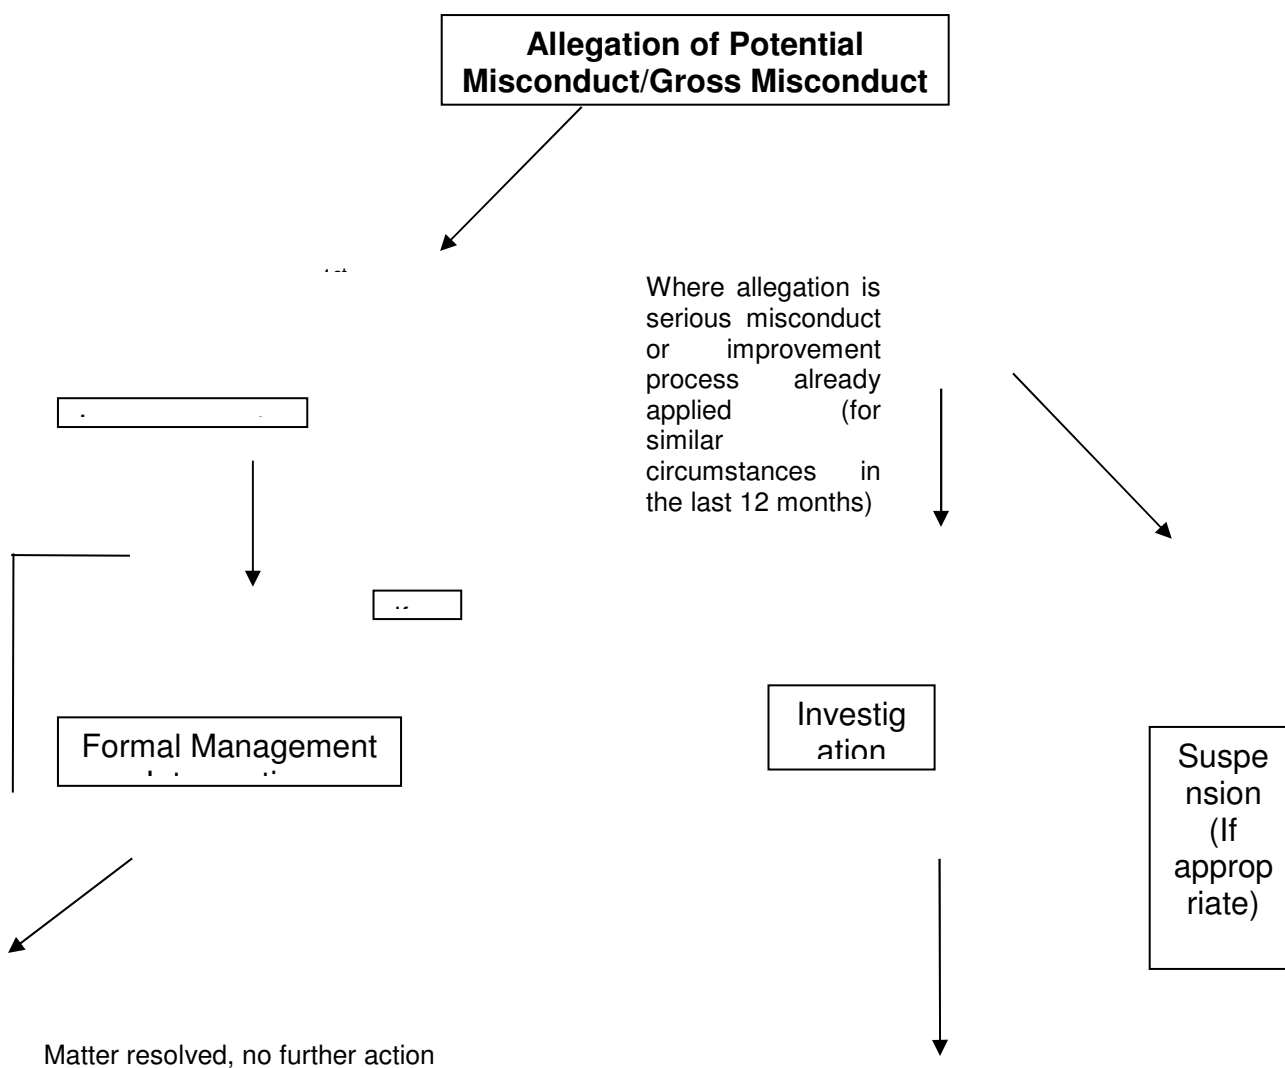 Allegation of Potential
Misconduct/Gross Misconduct
Where allegation is
serious misconduct
or improvement
process already
applied (for
similar
circumstances in
the last 12 months)
Formal Management
Investig
ation
Suspe
nsion
(If
approp
riate)
Matter resolved, no further action